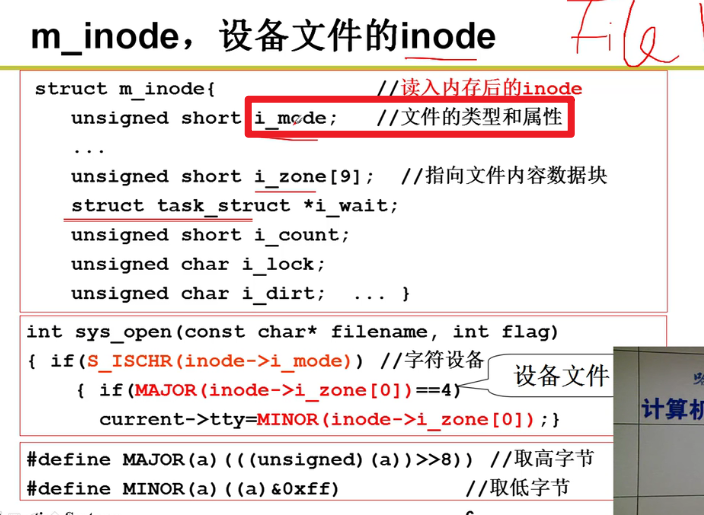 m_inode，设备文件的inode
File
struct m_inode{ //读入内存后的inode
unsigned short i_mode; //文件的类型和属性
...
unsigned short i_zone[9]; //指向文件内容数据块
struct task_struct *i_wait;
unsigned short i_count;
unsigned char i_lock;
unsigned char i_dirt; ... }
int sys_open(const char* filename, int flag)
{ if(S_ISCHR(inode->i_mode)) //字符设备
{ if(MAJOR(inode->i_zone[0])==4)
设备文件
current->tty=MINOR(inode->i_zone[0]);}
计算机
#define MAJOR(a)(((unsigned)(a))>>8)) //取高字节
#define MINOR(a)((a)&0xff) //取低字节